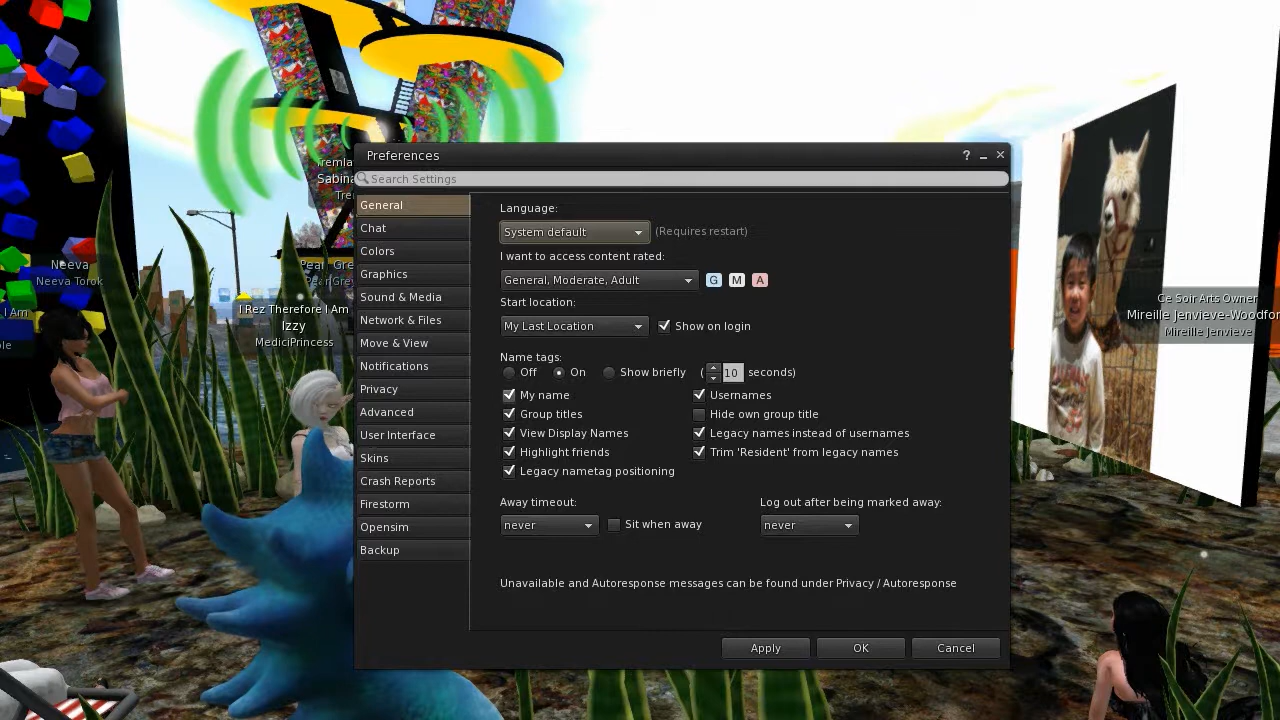 Preferences
?
Search Settings
General
Chat
Colors
Graphics
Sound & Media
Network & Files
Move & View
Notifications
Privacy
Advanced
User Interface
Skins
Crash Reports
Firestorm
Opensim
Backup
Language:
System default (Requires restart)
I want to access content rated:
General, Moderate, Adult G M A
Start location:
My Last Location Show on login
Name tags:
Off On Show briefly ( 10 seconds)
My name Usernames
Group titles Hide own group title
View Display Names Legacy names instead of usernames
Highlight friends Trim 'Resident' from legacy names
Legacy nametag positioning
Away timeout: Log out after being marked away:
never Sit when away never
Unavailable and Autoresponse messages can be found under Privacy / Autoresponse
Apply OK Cancel
Neeva
Neeva Torok
I Am
I Rez Therefore I Am
Izzy
MediciPrincess
Ce Soir Arts Owner
Mireille Jenvieve-Woodfor
Mireille Jenvieve